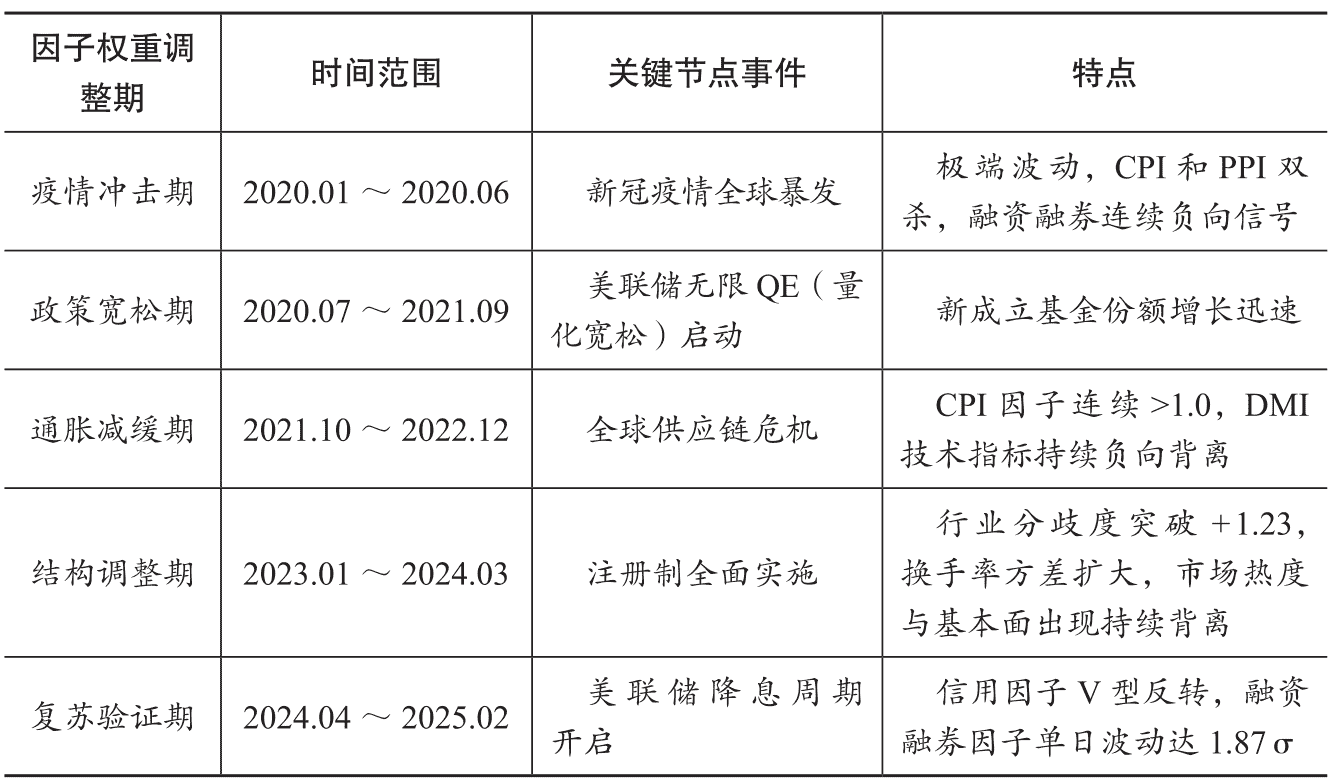 因子权重调
整期
时间范围
关键节点事件
特点
疫情冲击期
2020.01 ～ 2020.06
新冠疫情全球暴发
极端波动，CPI 和 PPI 双
杀，融资融券连续负向信号
政策宽松期
2020.07 ～ 2021.09
美联储无限 QE（量
化宽松）启动
新成立基金份额增长迅速
通胀减缓期
2021.10 ～ 2022.12
全球供应链危机
CPI 因子连续 >1.0，DMI
技术指标持续负向背离
结构调整期
2023.01 ～ 2024.03
注册制全面实施
行业分歧度突破 +1.23，
换手率方差扩大，市场热度
与基本面出现持续背离
复苏验证期
2024.04 ～ 2025.02
美联储降息周期
开启
信用因子 V 型反转，融资
融券因子单日波动达 1.87 σ